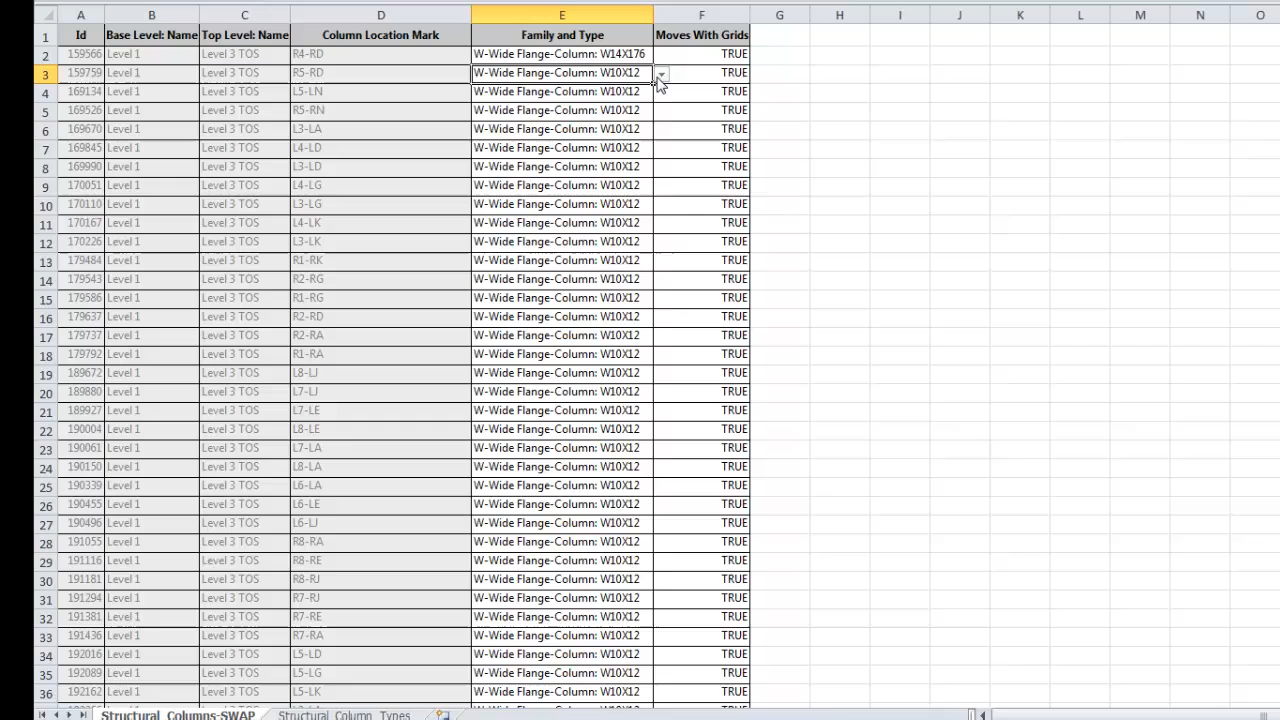 A B C D E F G H I J K L M N O
1 Id Base Level: Name Top Level: Name Column Location Mark Family and Type Moves With Grids
2 159566 Level 1 Level 3 TOS R4-RD W-Wide Flange-Column: W14X176 TRUE
3 159759 Level 1 Level 3 TOS R5-RD W-Wide Flange-Column: W10X12 TRUE
4 169134 Level 1 Level 3 TOS L5-LN W-Wide Flange-Column: W10X12 TRUE
5 169526 Level 1 Level 3 TOS R5-RN W-Wide Flange-Column: W10X12 TRUE
6 169670 Level 1 Level 3 TOS L3-LA W-Wide Flange-Column: W10X12 TRUE
7 169845 Level 1 Level 3 TOS L4-LD W-Wide Flange-Column: W10X12 TRUE
8 169990 Level 1 Level 3 TOS L3-LD W-Wide Flange-Column: W10X12 TRUE
9 170051 Level 1 Level 3 TOS L4-LG W-Wide Flange-Column: W10X12 TRUE
10 170110 Level 1 Level 3 TOS L3-LG W-Wide Flange-Column: W10X12 TRUE
11 170167 Level 1 Level 3 TOS L4-LK W-Wide Flange-Column: W10X12 TRUE
12 170226 Level 1 Level 3 TOS L3-LK W-Wide Flange-Column: W10X12 TRUE
13 179484 Level 1 Level 3 TOS R1-RK W-Wide Flange-Column: W10X12 TRUE
14 179543 Level 1 Level 3 TOS R2-RG W-Wide Flange-Column: W10X12 TRUE
15 179586 Level 1 Level 3 TOS R1-RG W-Wide Flange-Column: W10X12 TRUE
16 179637 Level 1 Level 3 TOS R2-RD W-Wide Flange-Column: W10X12 TRUE
17 179737 Level 1 Level 3 TOS R2-RA W-Wide Flange-Column: W10X12 TRUE
18 179792 Level 1 Level 3 TOS R1-RA W-Wide Flange-Column: W10X12 TRUE
19 189672 Level 1 Level 3 TOS L8-LJ W-Wide Flange-Column: W10X12 TRUE
20 189880 Level 1 Level 3 TOS L7-LJ W-Wide Flange-Column: W10X12 TRUE
21 189927 Level 1 Level 3 TOS L7-LE W-Wide Flange-Column: W10X12 TRUE
22 190004 Level 1 Level 3 TOS L8-LE W-Wide Flange-Column: W10X12 TRUE
23 190061 Level 1 Level 3 TOS L7-LA W-Wide Flange-Column: W10X12 TRUE
24 190150 Level 1 Level 3 TOS L8-LA W-Wide Flange-Column: W10X12 TRUE
25 190339 Level 1 Level 3 TOS L6-LA W-Wide Flange-Column: W10X12 TRUE
26 190455 Level 1 Level 3 TOS L6-LE W-Wide Flange-Column: W10X12 TRUE
27 190496 Level 1 Level 3 TOS L6-LJ W-Wide Flange-Column: W10X12 TRUE
28 191055 Level 1 Level 3 TOS R8-RA W-Wide Flange-Column: W10X12 TRUE
29 191116 Level 1 Level 3 TOS R8-RE W-Wide Flange-Column: W10X12 TRUE
30 191181 Level 1 Level 3 TOS R8-RJ W-Wide Flange-Column: W10X12 TRUE
31 191294 Level 1 Level 3 TOS R7-RJ W-Wide Flange-Column: W10X12 TRUE
32 191381 Level 1 Level 3 TOS R7-RE W-Wide Flange-Column: W10X12 TRUE
33 191436 Level 1 Level 3 TOS R7-RA W-Wide Flange-Column: W10X12 TRUE
34 192016 Level 1 Level 3 TOS L5-LD W-Wide Flange-Column: W10X12 TRUE
35 192089 Level 1 Level 3 TOS L5-LG W-Wide Flange-Column: W10X12 TRUE
36 192162 Level 1 Level 3 TOS L5-LK W-Wide Flange-Column: W10X12 TRUE
Structural_Columns-SWAP Structural_Column_Types